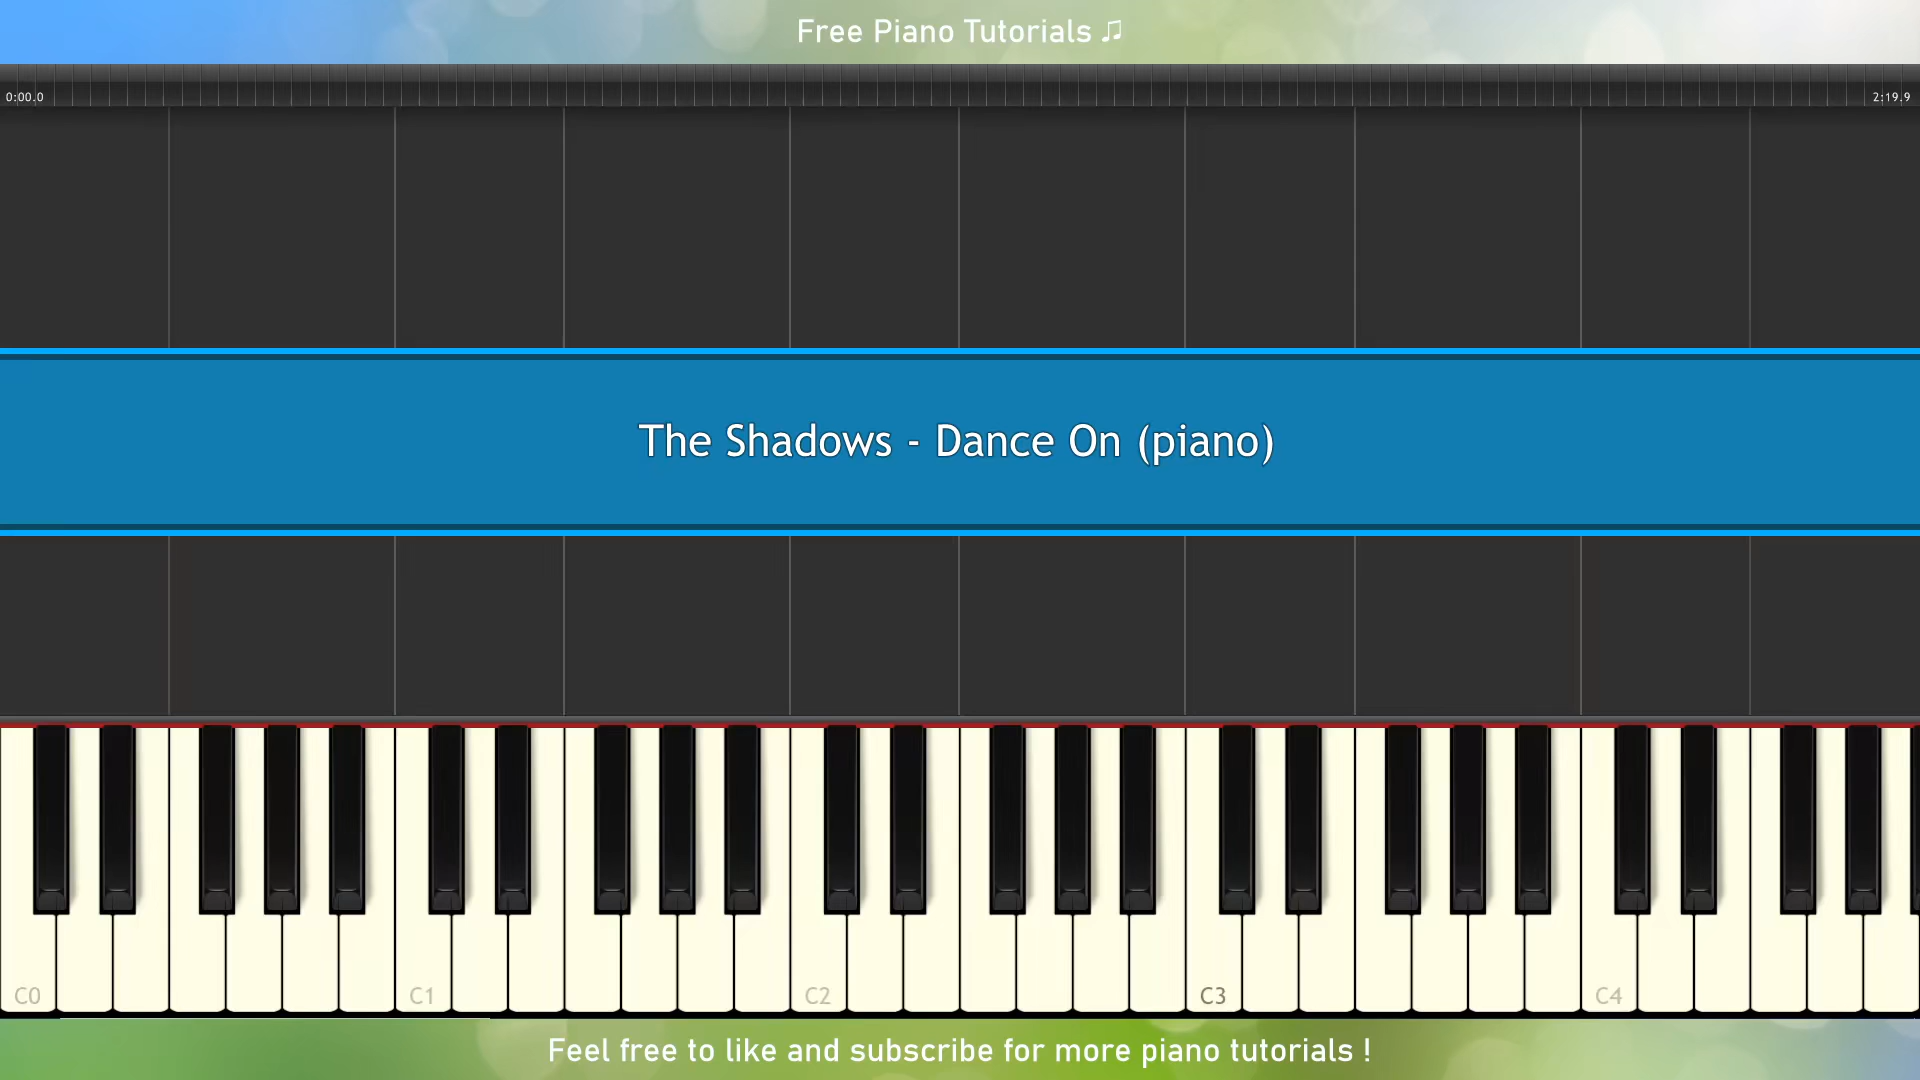 Free Piano Tutorials ♫
0:00.0
2:19.9
The Shadows - Dance On (piano)
C0 C1 C2 C3 C4
Feel free to like and subscribe for more piano tutorials !